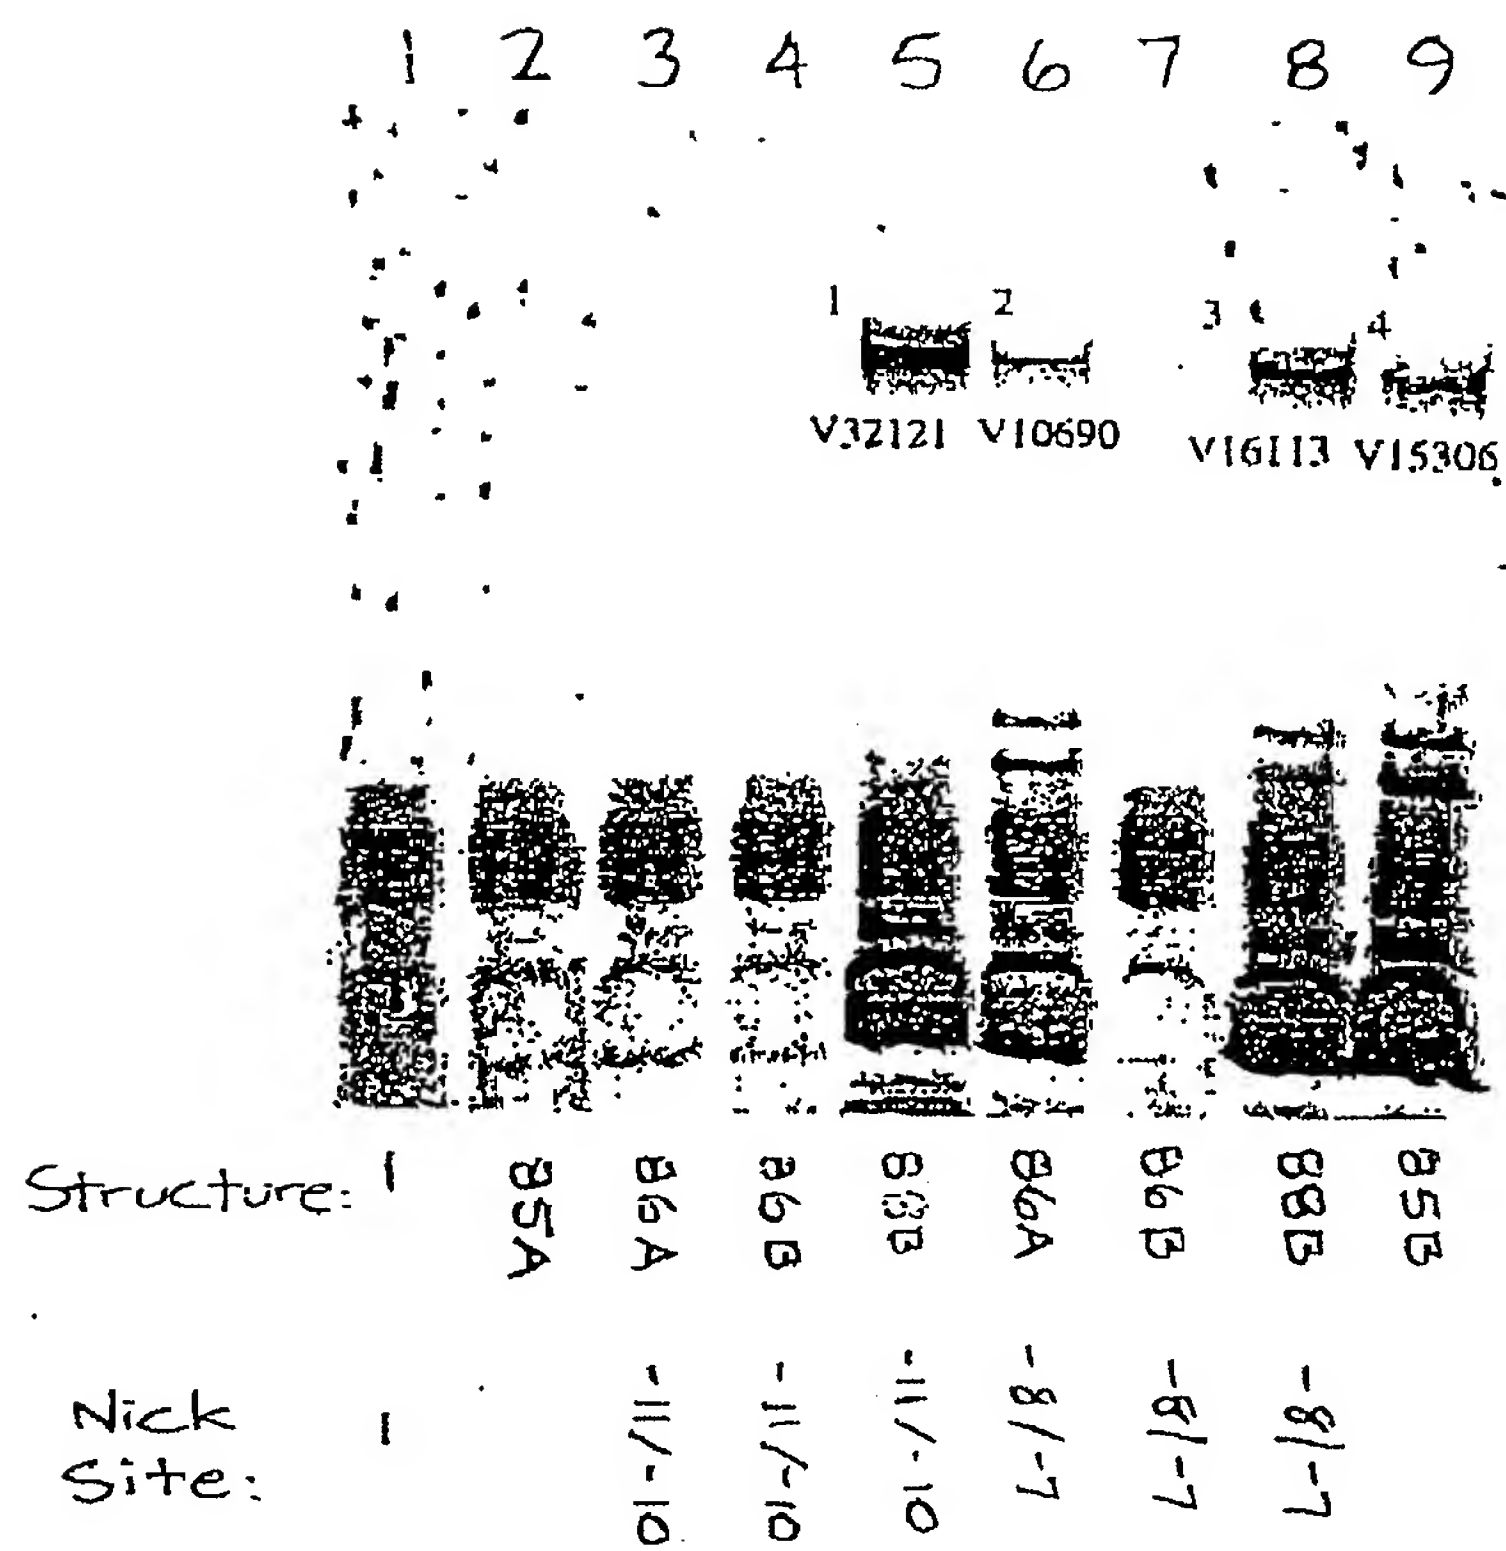 1 2 3 4 5 6 7 8 9
1 2 3 4
V32121 V10690 V16113 V15306
Structure: - 85A 86A 86B 88B 86A 86B 88B 85B
Nick - -11/-10 -11/-10 -11/-10 -8/-7 -8/-7 -8/-7
Site: